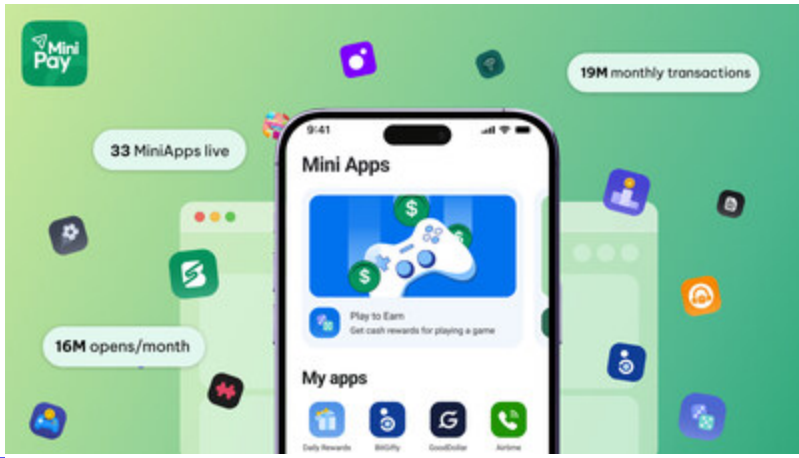 Mini
Pay
19M monthly transactions
33 MiniApps live
9:41
Mini Apps
$
$
$
Play to Earn
Get cash rewards for playing a game
16M opens/month
My apps
Daily Rewards
BitGifty
GoodDollar
Airtime